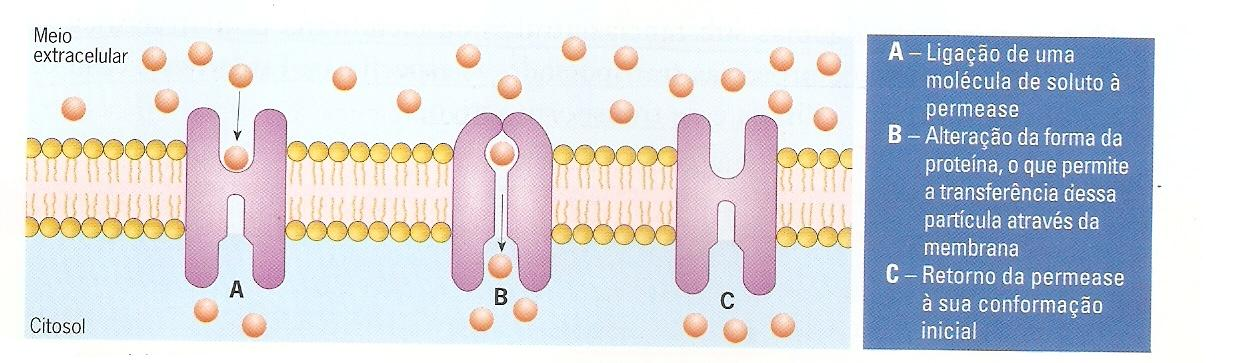 Meio
extracelular
A
B
C
Citosol
A – Ligação de uma
molécula de soluto à
permease
B – Alteração da forma da
proteína, o que permite
a transferência dessa
partícula através da
membrana
C – Retorno da permease
à sua conformação
inicial